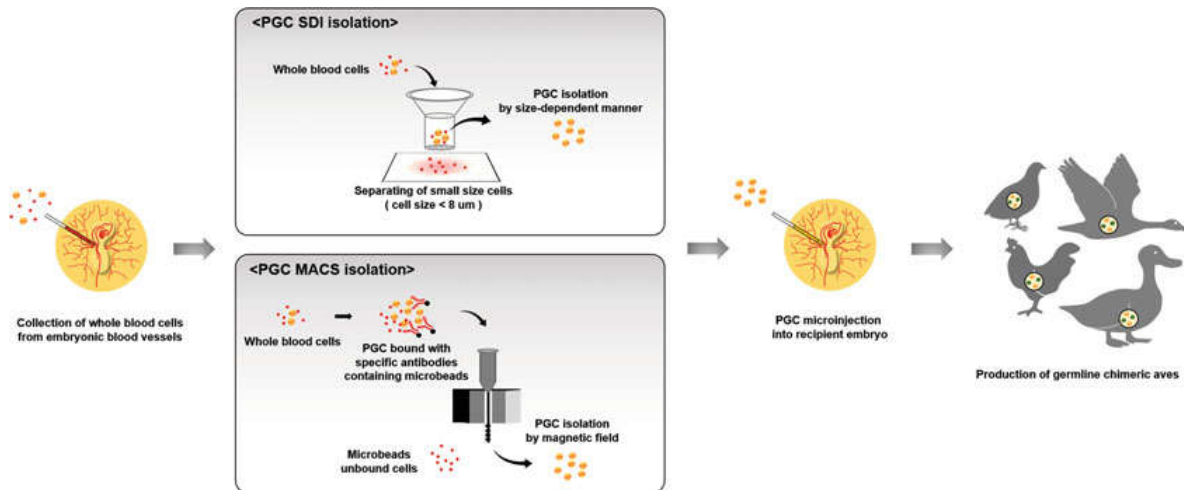 <PGC SDI isolation>
Whole blood cells
PGC isolation
by size-dependent manner
Separating of small size cells
( cell size < 8 um )
Collection of whole blood cells
from embryonic blood vessels
<PGC MACS isolation>
Whole blood cells
PGC bound with
specific antibodies
containing microbeads
PGC isolation
by magnetic field
Microbeads
unbound cells
PGC microinjection
into recipient embryo
Production of germline chimeric aves